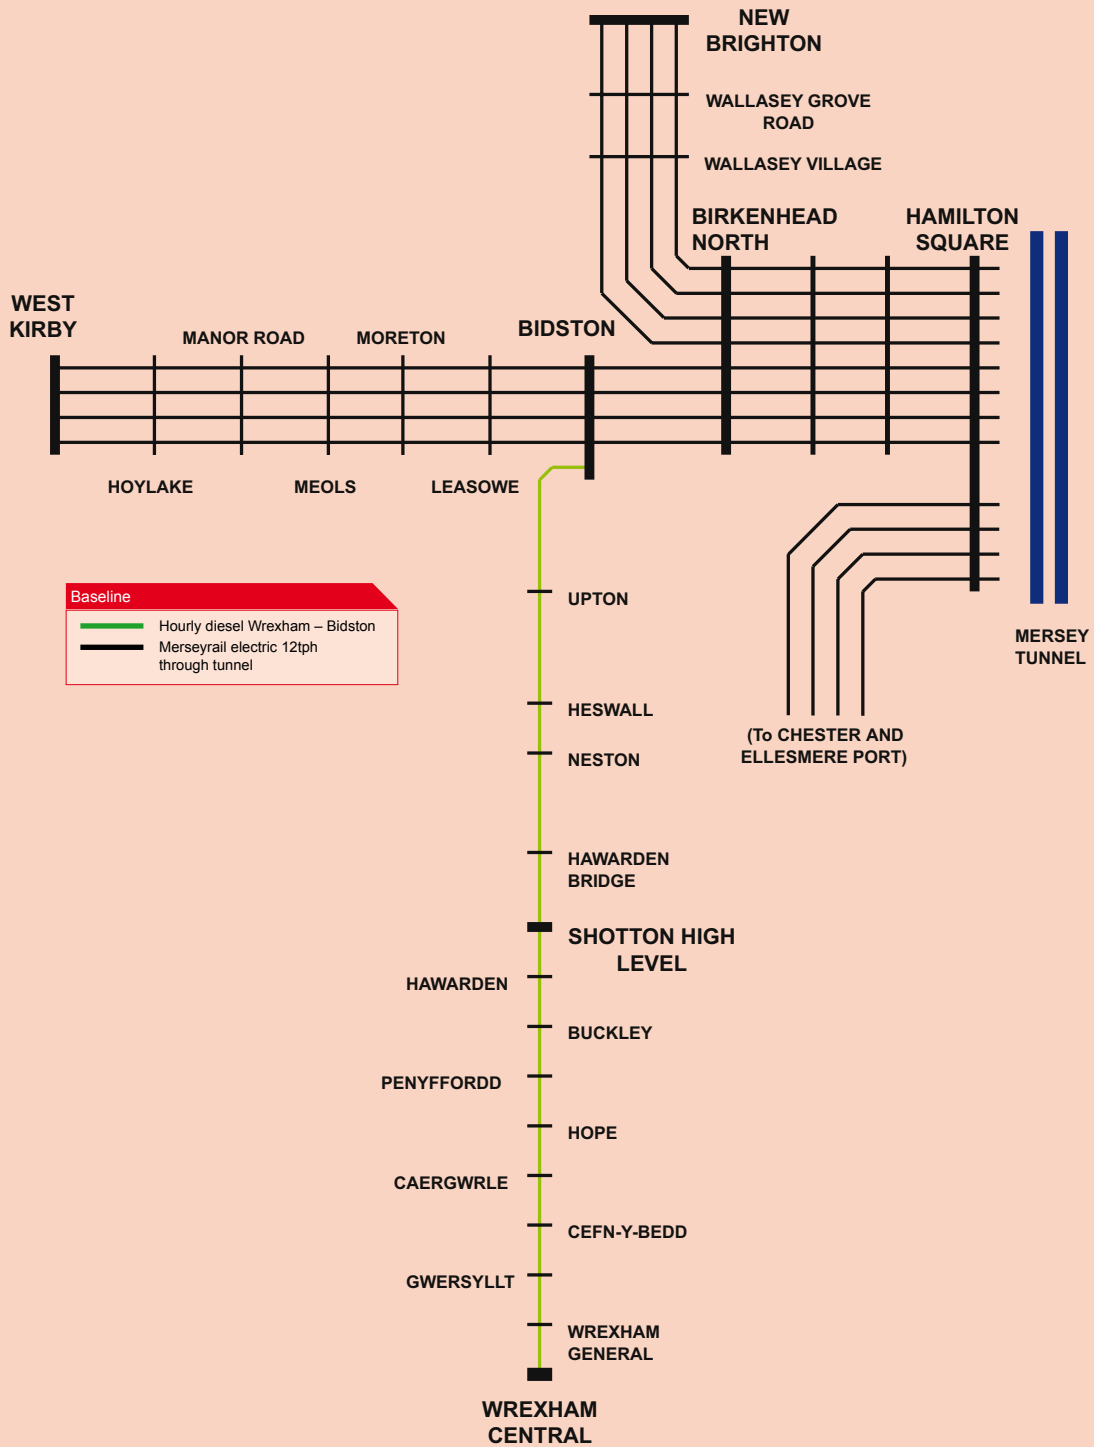 NEW
BRIGHTON
WALLASEY GROVE
ROAD
WALLASEY VILLAGE
BIRKENHEAD
NORTH
HAMILTON
SQUARE
WEST
KIRBY
MANOR ROAD
MORETON
BIDSTON
HOYLAKE
MEOLS
LEASOWE
UPTON
Baseline
Hourly diesel Wrexham – Bidston
Merseyrail electric 12tph
through tunnel
MERSEY
TUNNEL
HESWALL
NESTON
(To CHESTER AND
ELLESMERE PORT)
HAWARDEN
BRIDGE
SHOTTON HIGH
LEVEL
HAWARDEN
BUCKLEY
PENYFFORDD
HOPE
CAERGWRLE
CEFN-Y-BEDD
GWERSYLLT
WREXHAM
GENERAL
WREXHAM
CENTRAL